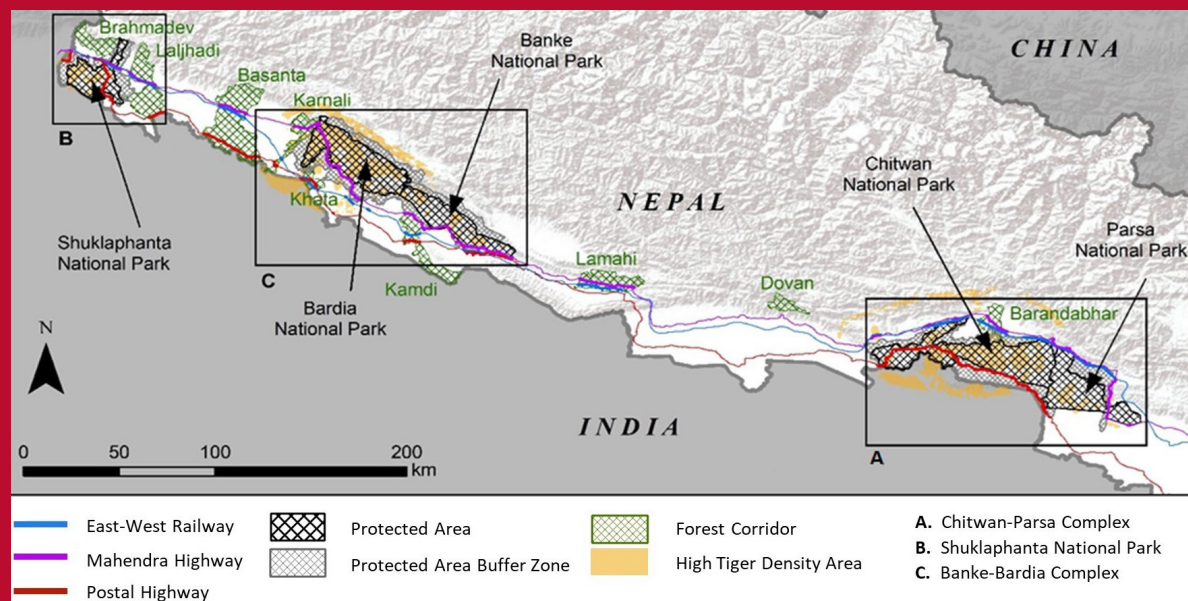 Brahmadev
Laljhadi
Basanta
Karnali
Banke
National Park
CHINA
B
Khata
NEPAL
Chitwan
National Park
Parsa
National Park
Shuklaphanta
National Park
C
Kamdi
Lamahi
Dovan
Bardia
National Park
Barandabhar
N
INDIA
A
0 50 100 200
km
East-West Railway
Mahendra Highway
Postal Highway
Protected Area
Protected Area Buffer Zone
Forest Corridor
High Tiger Density Area
A. Chitwan-Parsa Complex
B. Shuklaphanta National Park
C. Banke-Bardia Complex